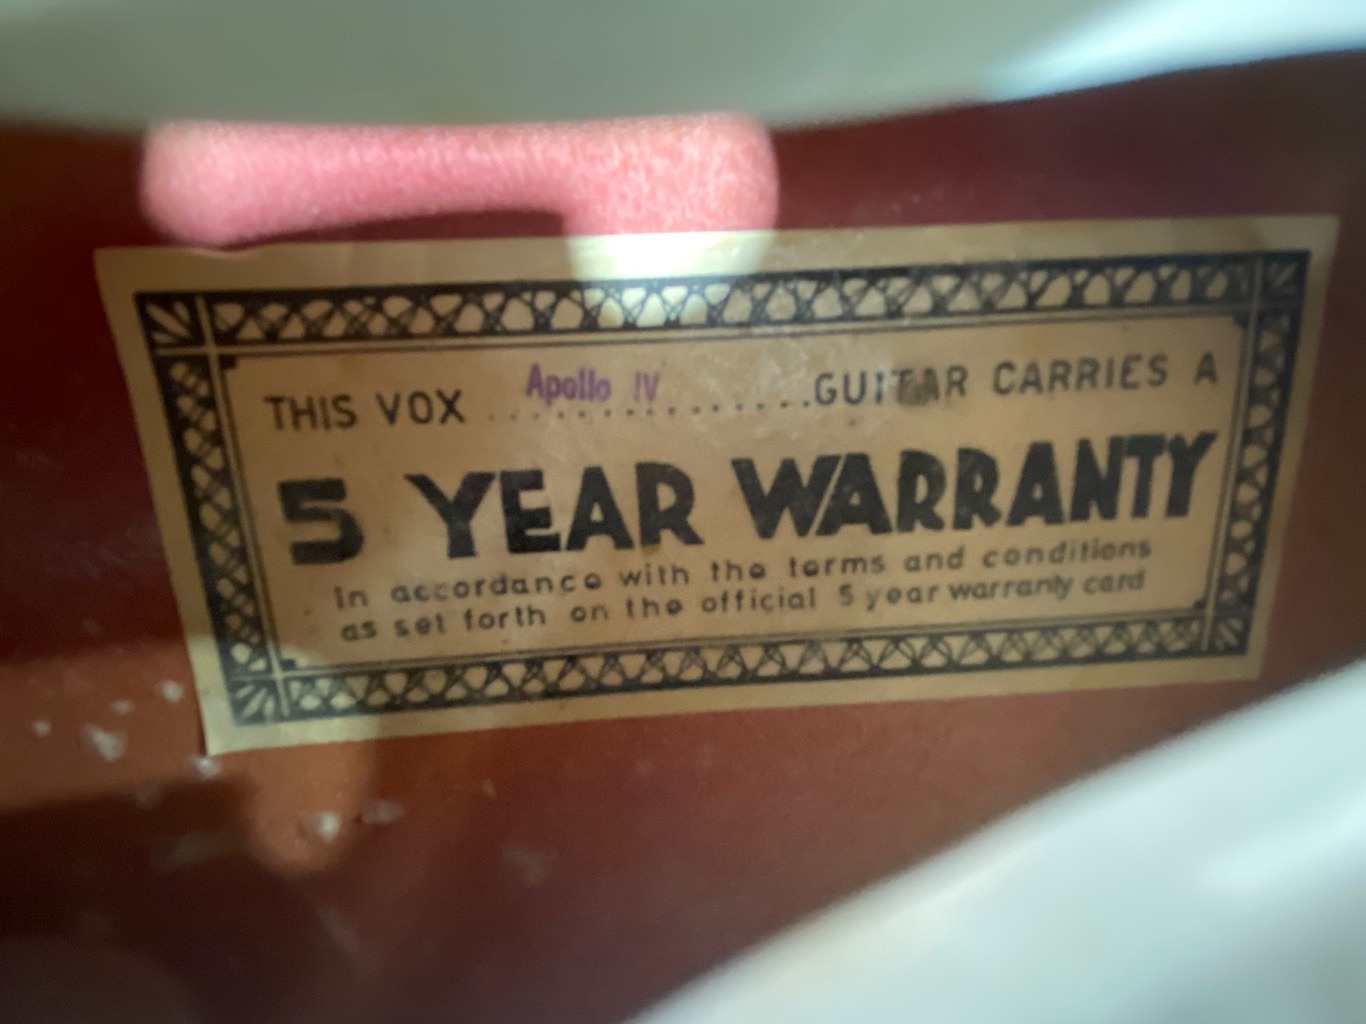 THIS VOX Apollo IV ...............GUITAR CARRIES A
5 YEAR WARRANTY
In accordance with the terms and conditions
as set forth on the official 5 year warranty card